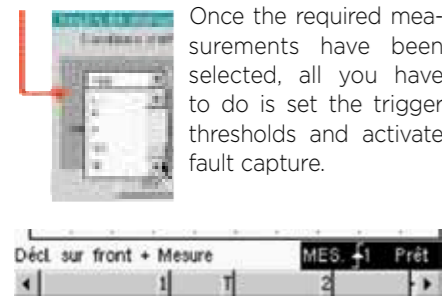 Once the required mea-
surements have been
selected, all you have
to do is set the trigger
thresholds and activate
fault capture.
Décl. sur front + Mesure MES. 1 Prêt
1 T 2